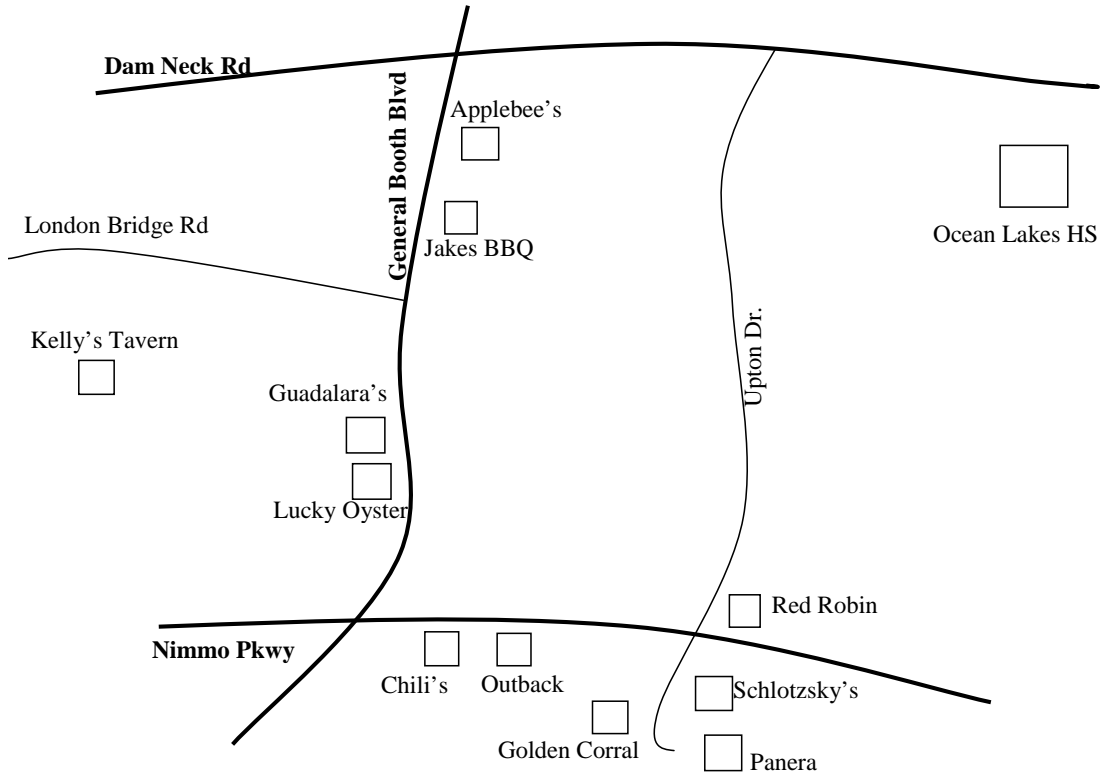 Dam Neck Rd
General Booth Blvd
Applebee's
London Bridge Rd
Jakes BBQ
Ocean Lakes HS
Kelly's Tavern
Upton Dr.
Guadalara's
Lucky Oyster
Red Robin
Nimmo Pkwy
Chili's
Outback
Schlotzsky's
Golden Corral
Panera